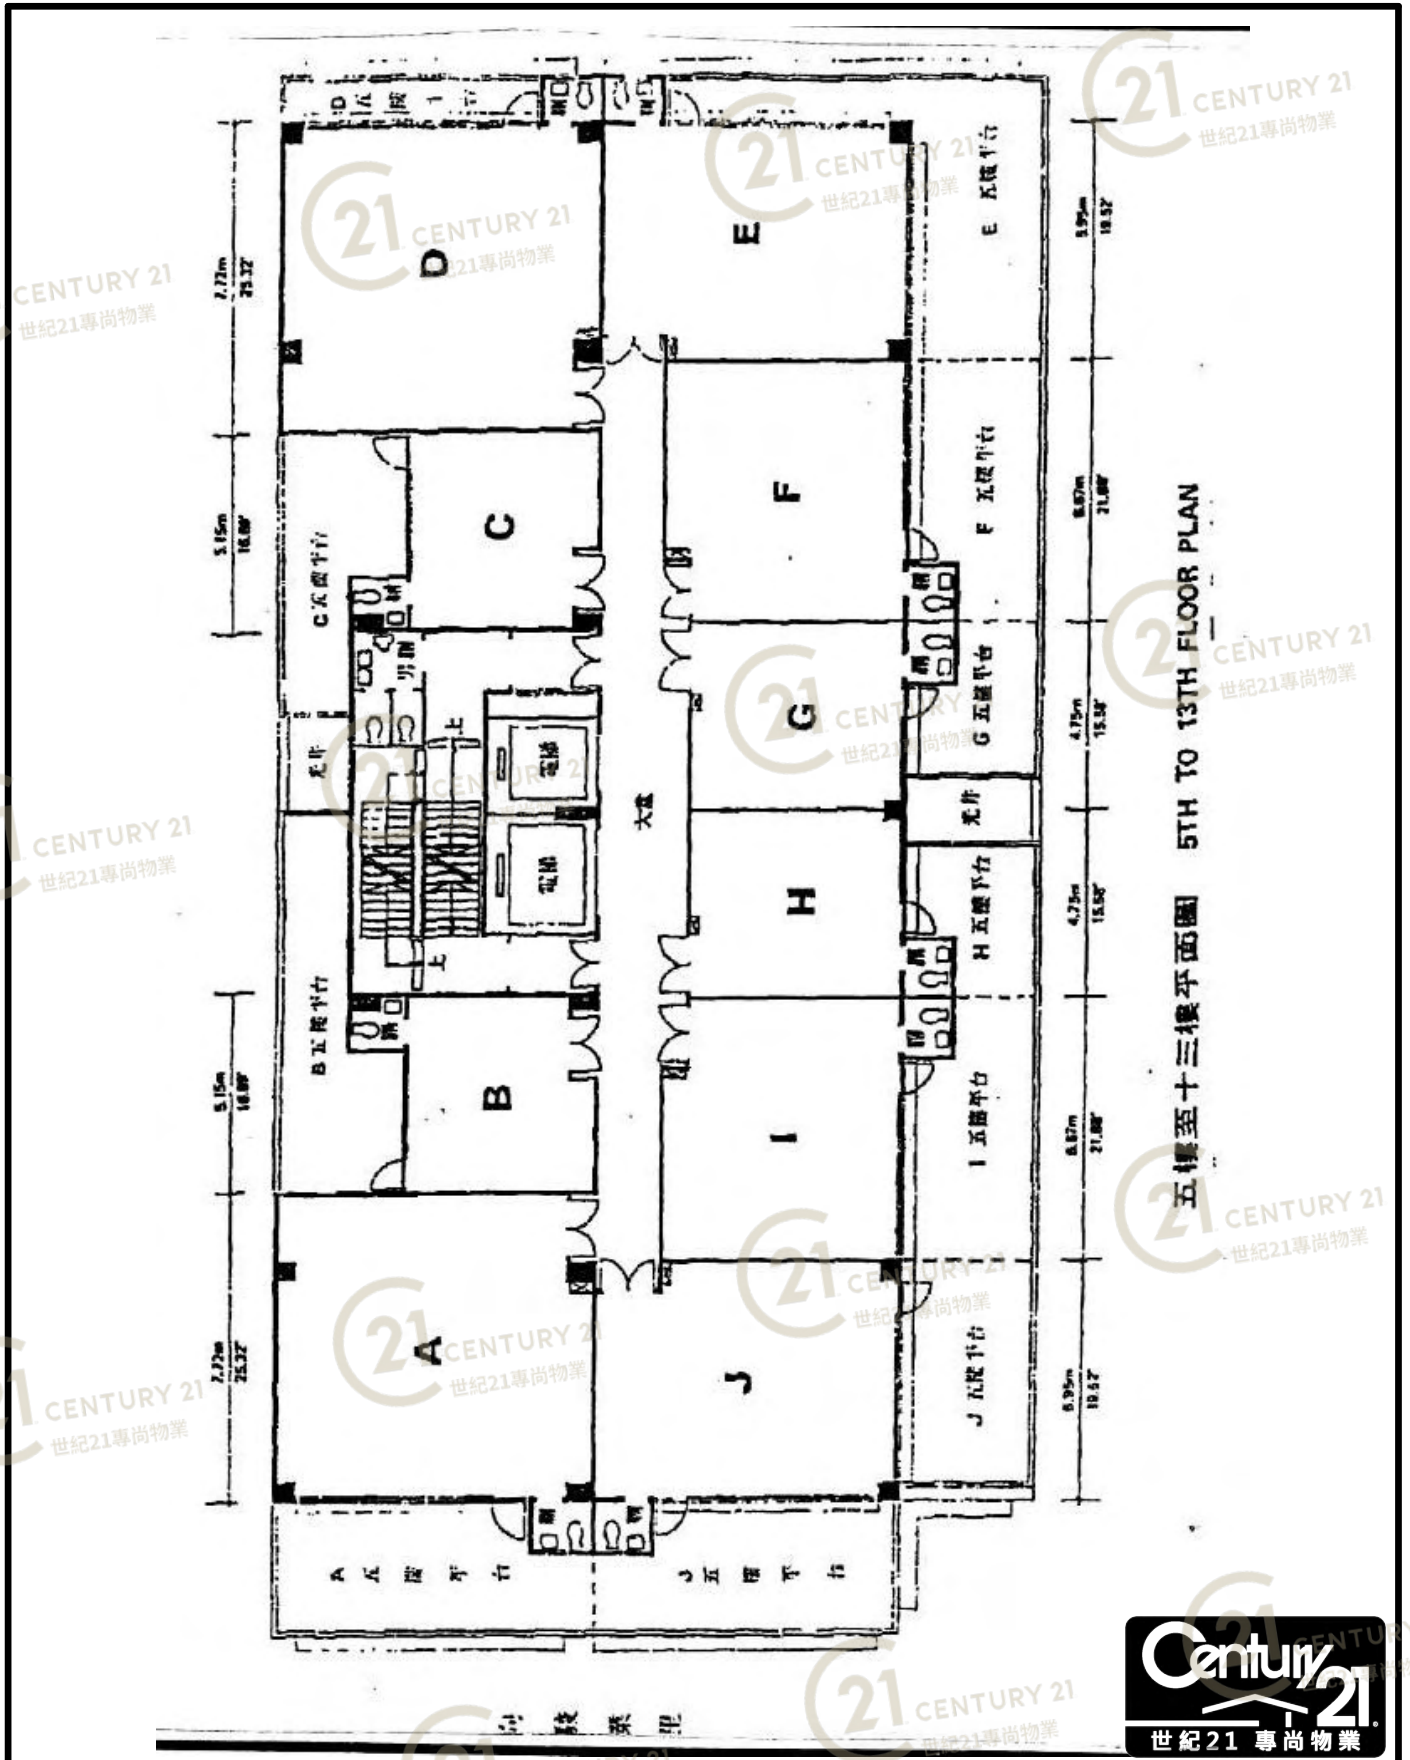 五樓至十三樓平面圖 5TH TO 13TH FLOOR PLAN
D 五樓平台
E 五樓平台
7.72m
25.32'
D
E
5.95m
19.52'
5.15m
16.89'
C 五樓平台
C
F
F 五樓平台
6.67m
21.88'
男廁
光井
上
電梯
大堂
G
G 五樓平台
4.75m
15.58'
光井
電梯
上
H
H 五樓平台
4.75m
15.58'
B 五樓平台
5.15m
16.89'
B
I
I 五樓平台
6.67m
21.88'
7.72m
25.32'
A
J
J 五樓平台
5.95m
19.52'
A 五樓平台
J 五樓平台
Century 21
世紀21 專尚物業
CENTURY 21
世紀21專尚物業